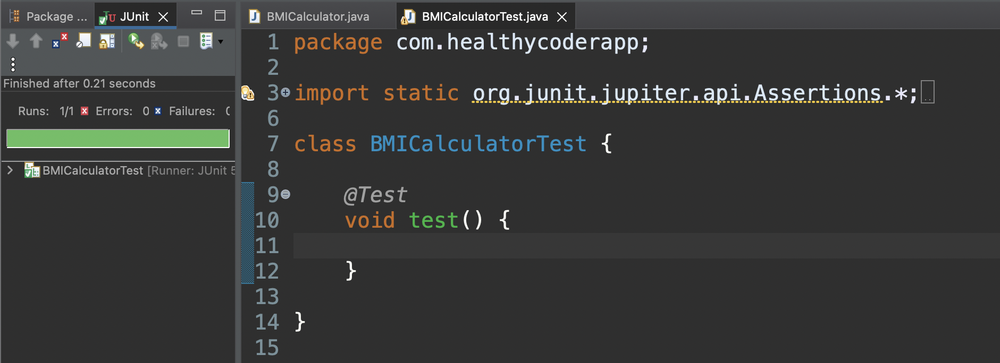 Package ...
JUnit
BMICalculator.java
BMICalculatorTest.java
Finished after 0.21 seconds
Runs: 1/1 Errors: 0 Failures: 0
BMICalculatorTest [Runner: JUnit 5
1 package com.healthycoderapp;
2
3 import static org.junit.jupiter.api.Assertions.*;
6
7 class BMICalculatorTest {
8
9 @Test
10 void test() {
11
12 }
13
14 }
15